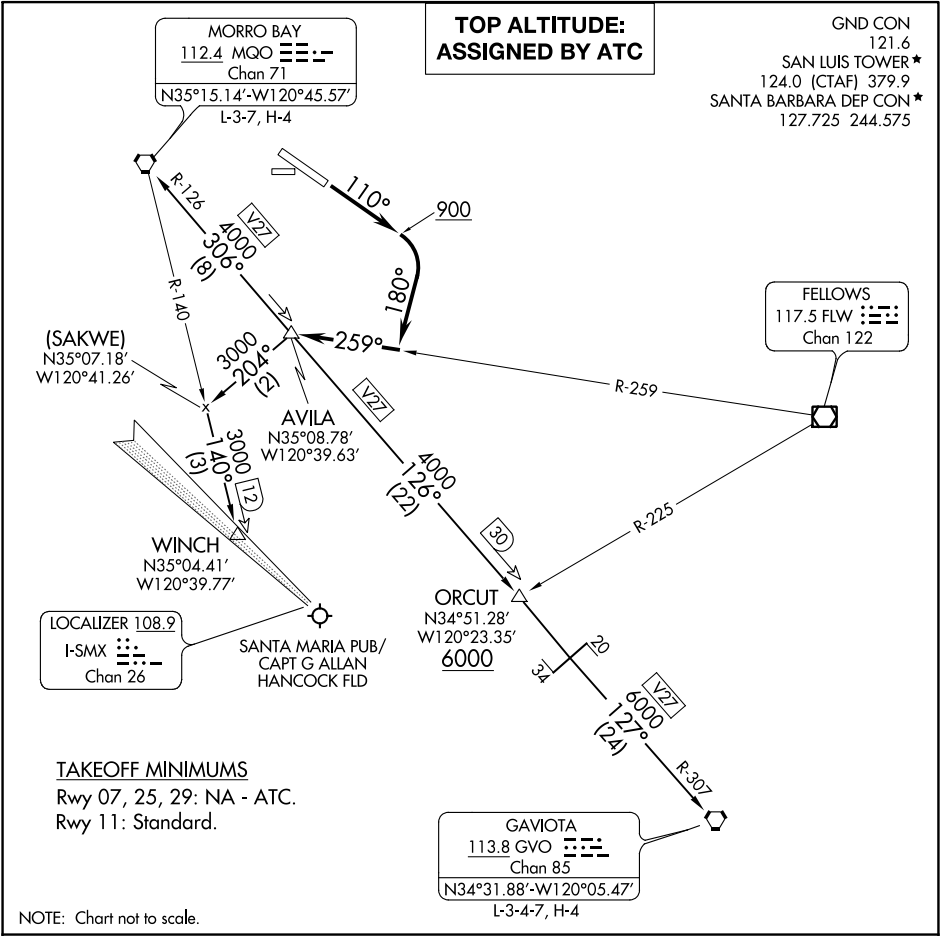 TOP ALTITUDE:
ASSIGNED BY ATC
GND CON
121.6
SAN LUIS TOWER★
124.0 (CTAF) 379.9
SANTA BARBARA DEP CON★
127.725 244.575
MORRO BAY
112.4 MQO
Chan 71
N35°15.14′-W120°45.57′
L-3-7, H-4
R-126
4000
306°
(8)
V27
110°
900
180°
R-140
FELLOWS
117.5 FLW
Chan 122
(SAKWE)
N35°07.18′
W120°41.26′
3000
204°
(2)
259°
R-259
AVILA
N35°08.78′
W120°39.63′
V27
3000
140°
(3)
12
4000
126°
(22)
R-225
WINCH
N35°04.41′
W120°39.77′
30
ORCUT
N34°51.28′
W120°23.35′
6000
LOCALIZER 108.9
I-SMX
Chan 26
SANTA MARIA PUB/
CAPT G ALLAN
HANCOCK FLD
20
34
V27
6000
127°
(24)
R-307
TAKEOFF MINIMUMS
Rwy 07, 25, 29: NA - ATC.
Rwy 11: Standard.
GAVIOTA
113.8 GVO
Chan 85
N34°31.88′-W120°05.47′
L-3-4-7, H-4
NOTE: Chart not to scale.